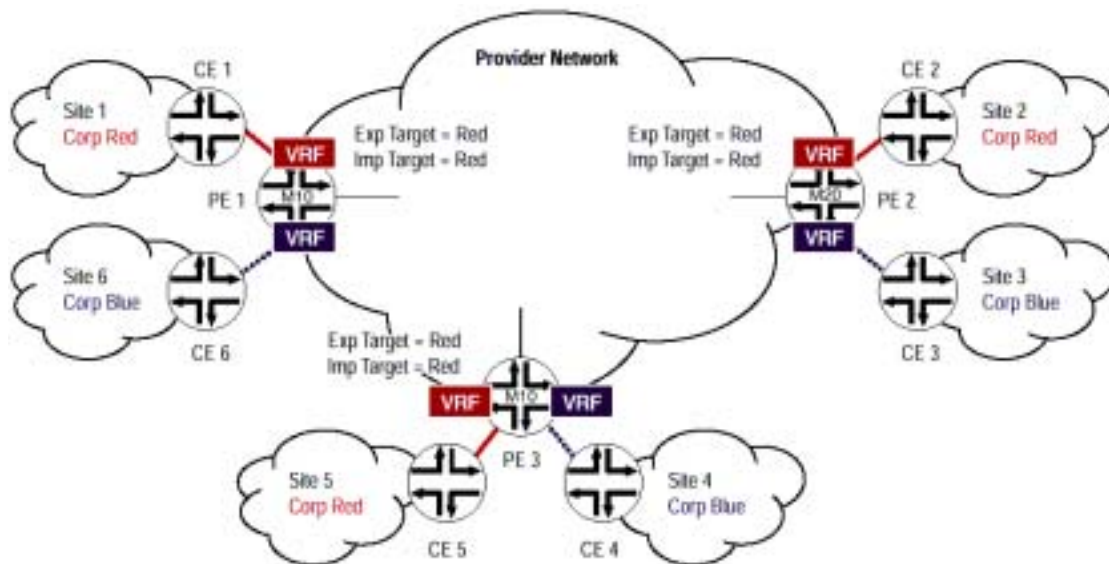 Provider Network
CE 1
Site 1
Corp Red
VRF
Exp Target = Red
Imp Target = Red
PE 1
M10
VRF
Site 6
Corp Blue
CE 6
CE 2
Site 2
Corp Red
Exp Target = Red
Imp Target = Red
VRF
M20
PE 2
VRF
Site 3
Corp Blue
CE 3
Exp Target = Red
Imp Target = Red
VRF
M10
VRF
PE 3
Site 5
Corp Red
CE 5
Site 4
Corp Blue
CE 4